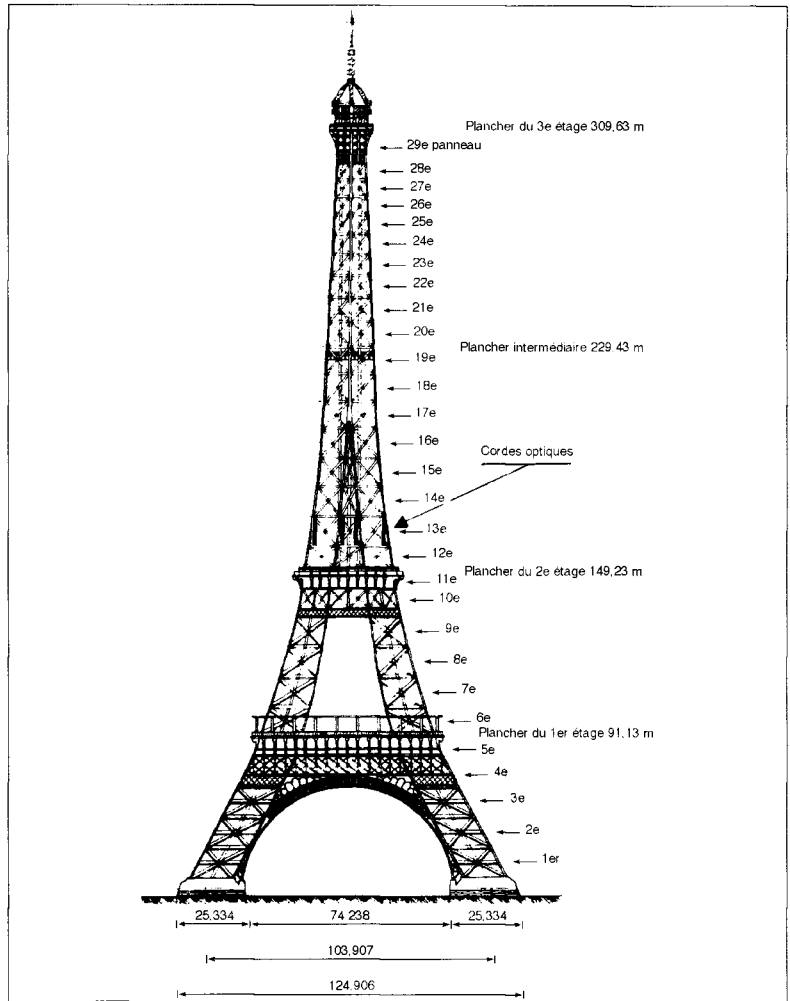 Plancher du 3e étage 309,63 m
29e panneau
28e
27e
26e
25e
24e
23e
22e
21e
20e
Plancher intermédiaire 229.43 m
19e
18e
17e
16e
Cordes optiques
15e
14e
13e
12e
Plancher du 2e étage 149,23 m
11e
10e
9e
8e
7e
6e
Plancher du 1er étage 91,13 m
5e
4e
3e
2e
1er
25,334 74 238 25,334
103,907
124.906